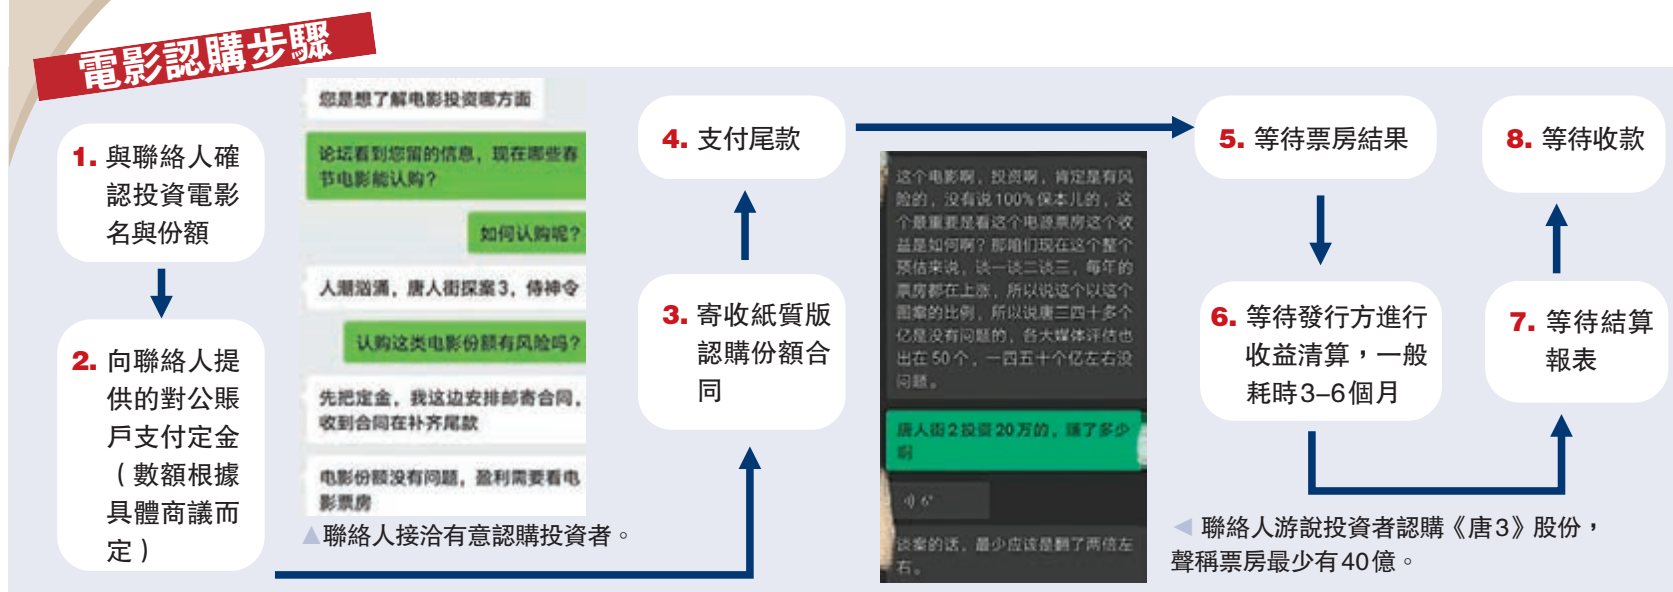 電影認購步驟
1. 與聯絡人確
認投資電影
名與份額
2. 向聯絡人提
供的對公賬
戶支付定金
（數額根據
具體商議而
定）
您是想了解电影投资哪方面
论坛看到您留的信息，现在哪些春
节电影能认购？
如何认购呢？
人潮汹涌，唐人街探案3，侍神令
认购这类电影份额有风险吗？
先把定金，我这边安排邮寄合同，
收到合同在补齐尾款
电影份额没有问题，盈利需要看电
影票房
▲聯絡人接洽有意認購投資者。
3. 寄收紙質版
認購份額合
同
4. 支付尾款
这个电影啊，投资啊，肯定是有风
险的，没有说100%保本儿的，这
个最重要是看这个电源票房这个收
益是如何啊？那咱们现在这个整个
预估来说，谈一谈二谈三，每年的
票房都在上涨，所以说这个以这个
图案的比例，所以说唐三四十多个
亿是没有问题的，各大媒体评估也
出在50个，一四五十个亿左右没
问题。
唐人街2投资20万的，赚了多少
啊
6"
谈案的话，最少应该是翻了两倍左
右。
5. 等待票房結果
6. 等待發行方進行
收益清算，一般
耗時3–6個月
7. 等待結算
報表
8. 等待收款
◀ 聯絡人游說投資者認購《唐3》股份，
聲稱票房最少有40億。